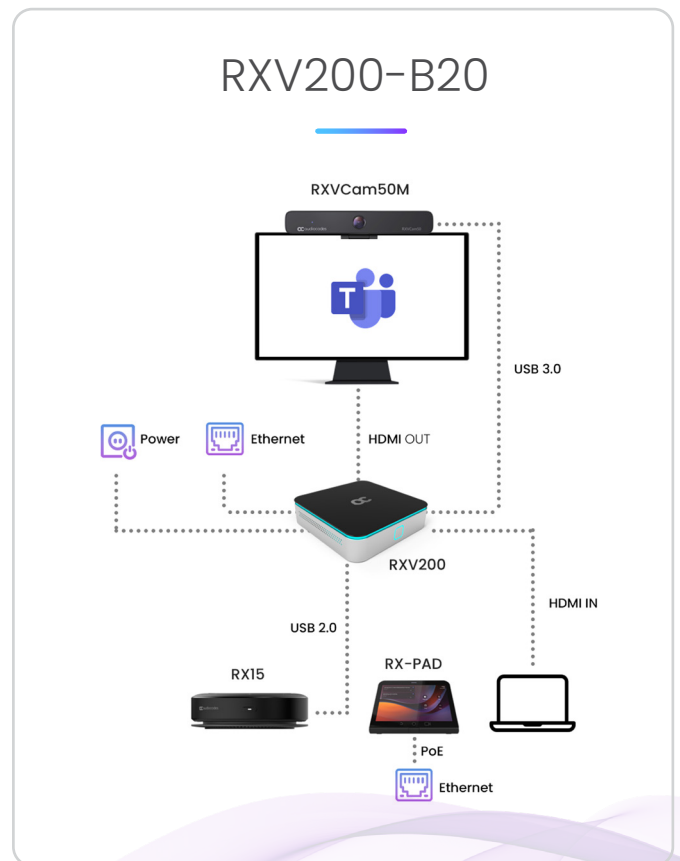 RXV200-B20
RXVCam50M
T
USB 3.0
Power
Ethernet
HDMI OUT
RXV200
HDMI IN
USB 2.0
RX15
RX-PAD
PoE
Ethernet